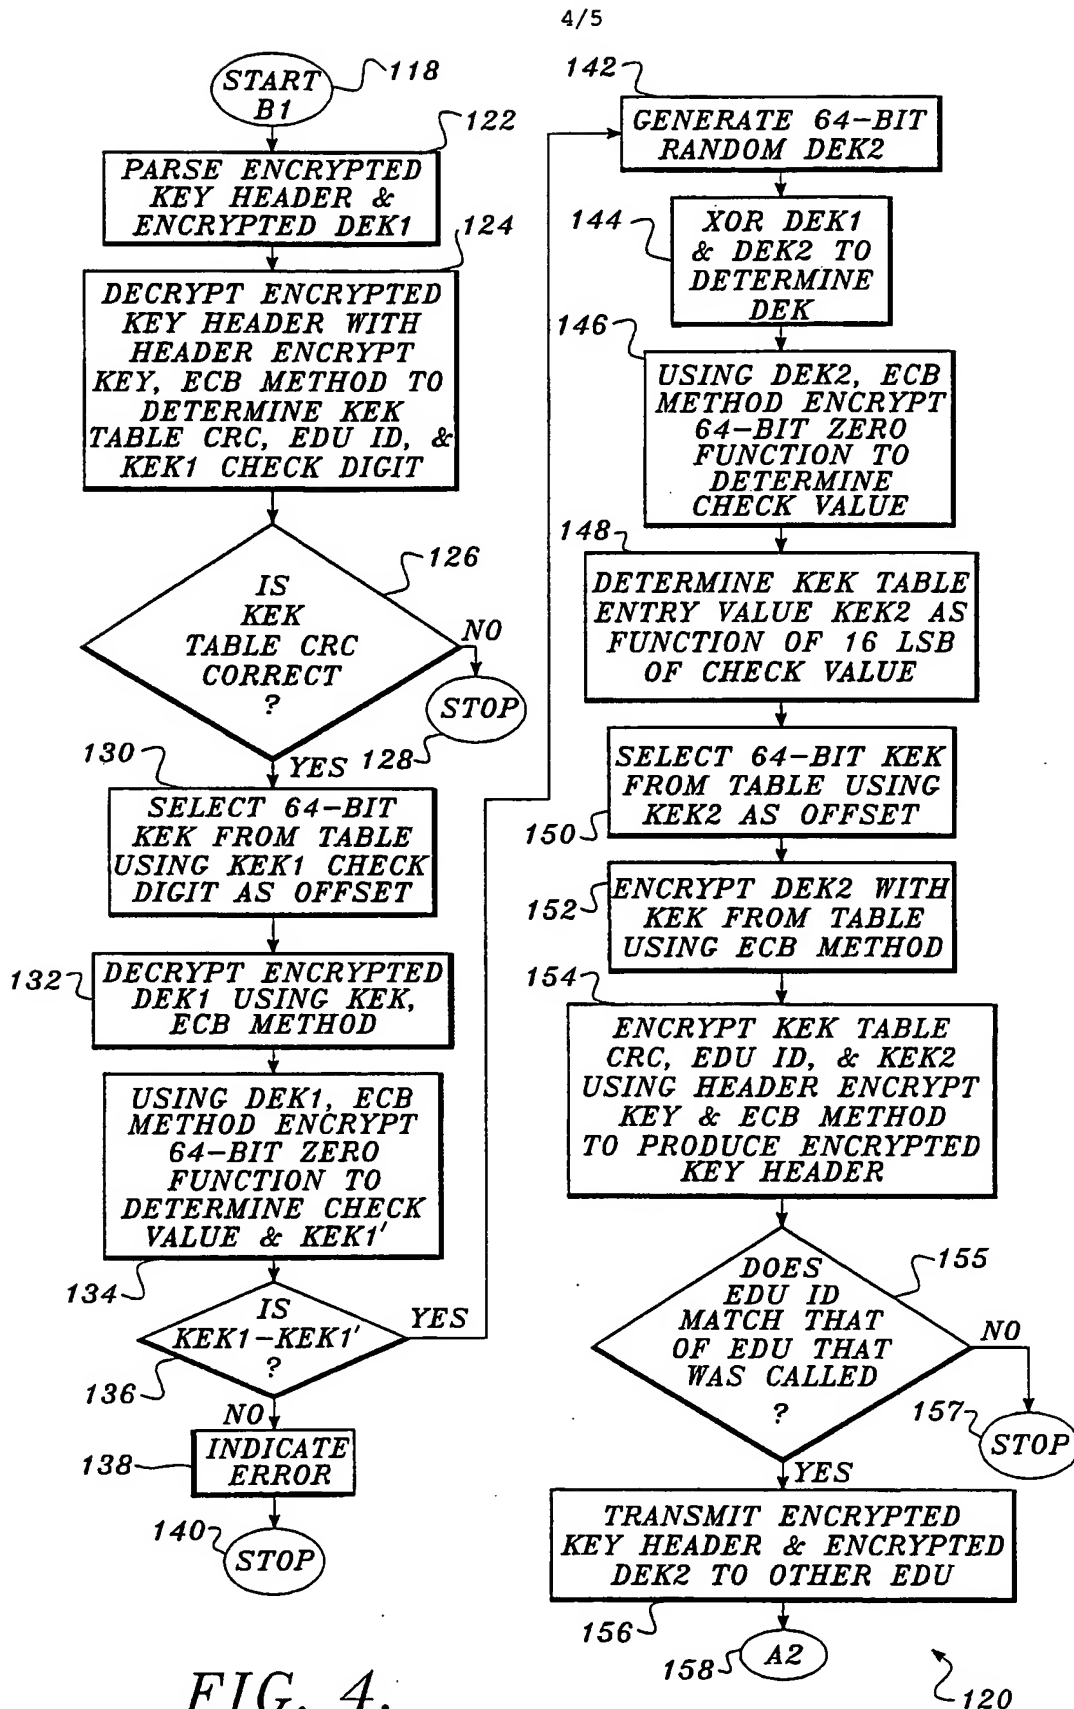 4/5
START
B1
118
122
PARSE ENCRYPTED
KEY HEADER &
ENCRYPTED DEK1
124
DECRYPT ENCRYPTED
KEY HEADER WITH
HEADER ENCRYPT
KEY, ECB METHOD TO
DETERMINE KEK
TABLE CRC, EDU ID, &
KEK1 CHECK DIGIT
126
IS
KEK
TABLE CRC
CORRECT
?
NO
STOP
128
YES
130
SELECT 64-BIT
KEK FROM TABLE
USING KEK1 CHECK
DIGIT AS OFFSET
132
DECRYPT ENCRYPTED
DEK1 USING KEK,
ECB METHOD
USING DEK1, ECB
METHOD ENCRYPT
64-BIT ZERO
FUNCTION TO
DETERMINE CHECK
VALUE & KEK1'
134
IS
KEK1-KEK1'
?
YES
136
NO
138
INDICATE
ERROR
140
STOP
142
GENERATE 64-BIT
RANDOM DEK2
144
XOR DEK1
& DEK2 TO
DETERMINE
DEK
146
USING DEK2, ECB
METHOD ENCRYPT
64-BIT ZERO
FUNCTION TO
DETERMINE
CHECK VALUE
148
DETERMINE KEK TABLE
ENTRY VALUE KEK2 AS
FUNCTION OF 16 LSB
OF CHECK VALUE
SELECT 64-BIT KEK
FROM TABLE USING
KEK2 AS OFFSET
150
ENCRYPT DEK2 WITH
KEK FROM TABLE
USING ECB METHOD
152
154
ENCRYPT KEK TABLE
CRC, EDU ID, & KEK2
USING HEADER ENCRYPT
KEY & ECB METHOD
TO PRODUCE ENCRYPTED
KEY HEADER
155
DOES
EDU ID
MATCH THAT
OF EDU THAT
WAS CALLED
?
NO
157
STOP
YES
TRANSMIT ENCRYPTED
KEY HEADER & ENCRYPTED
DEK2 TO OTHER EDU
156
A2
158
120
FIG. 4.